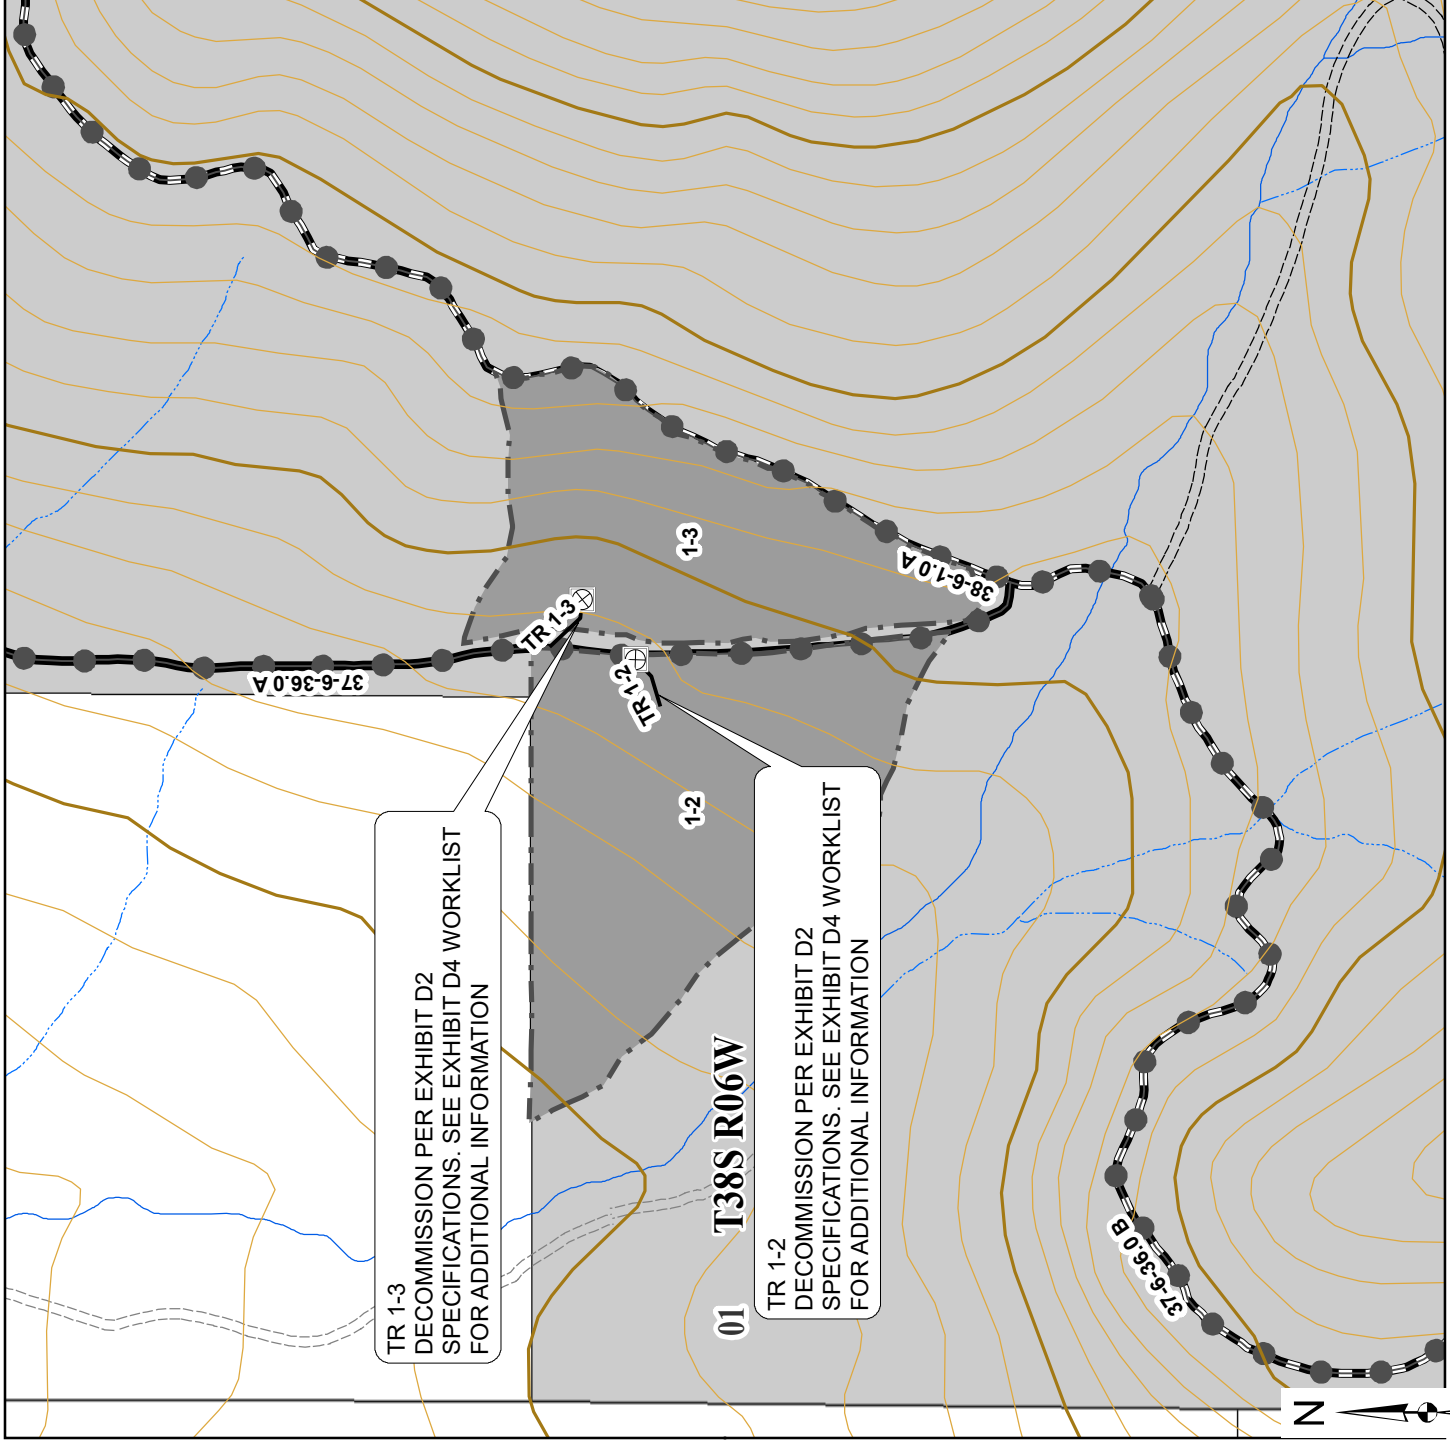 TR 1-3
DECOMMISSION PER EXHIBIT D2
SPECIFICATIONS. SEE EXHIBIT D4 WORKLIST
FOR ADDITIONAL INFORMATION
TR 1-2
DECOMMISSION PER EXHIBIT D2
SPECIFICATIONS. SEE EXHIBIT D4 WORKLIST
FOR ADDITIONAL INFORMATION
37-6-36.0 A
TR 1-3
TR 1-2
1-3
1-2
38-6-1.0 A
T38S R06W
01
37-6-36.0 B
N